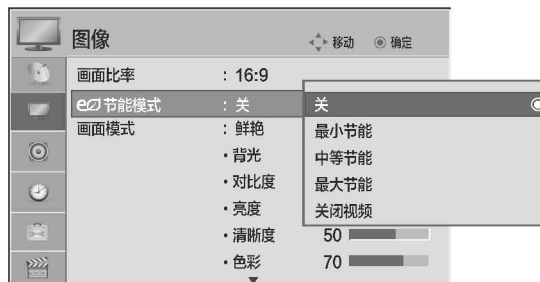 图像 移动 确定
画面比率 : 16:9
e节能模式 : 关
画面模式 : 鲜艳
·背光
·对比度
·亮度
·清晰度 50
·色彩 70
关
最小节能
中等节能
最大节能
关闭视频